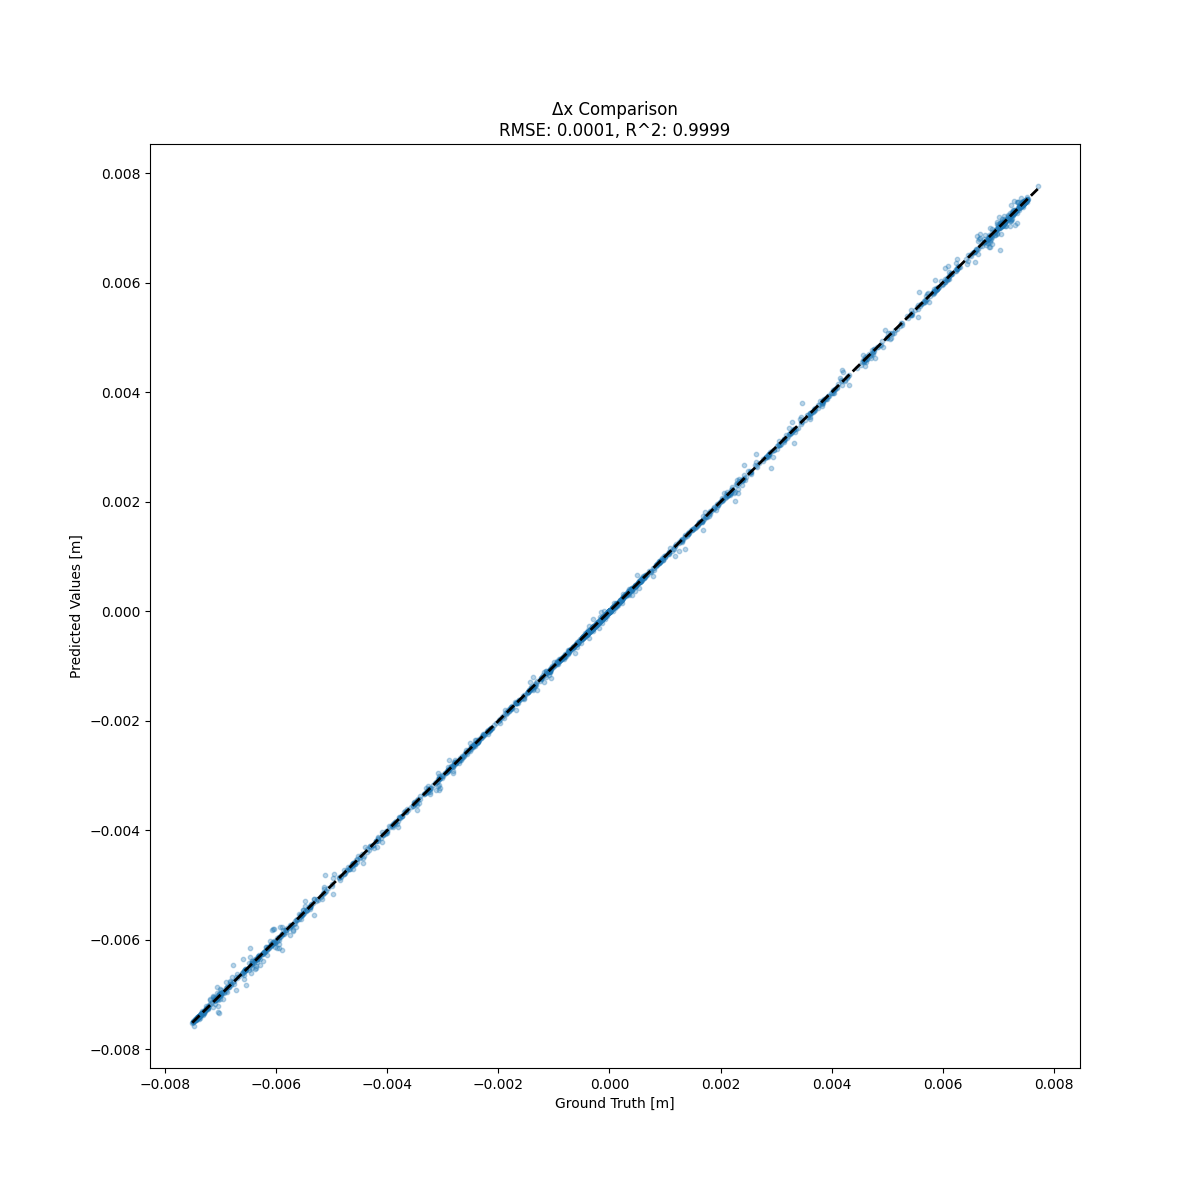 Δx Comparison
RMSE: 0.0001, R^2: 0.9999
0.008
0.006
0.004
0.002
0.000
−0.002
−0.004
−0.006
−0.008
Predicted Values [m]
−0.008 −0.006 −0.004 −0.002 0.000 0.002 0.004 0.006 0.008
Ground Truth [m]